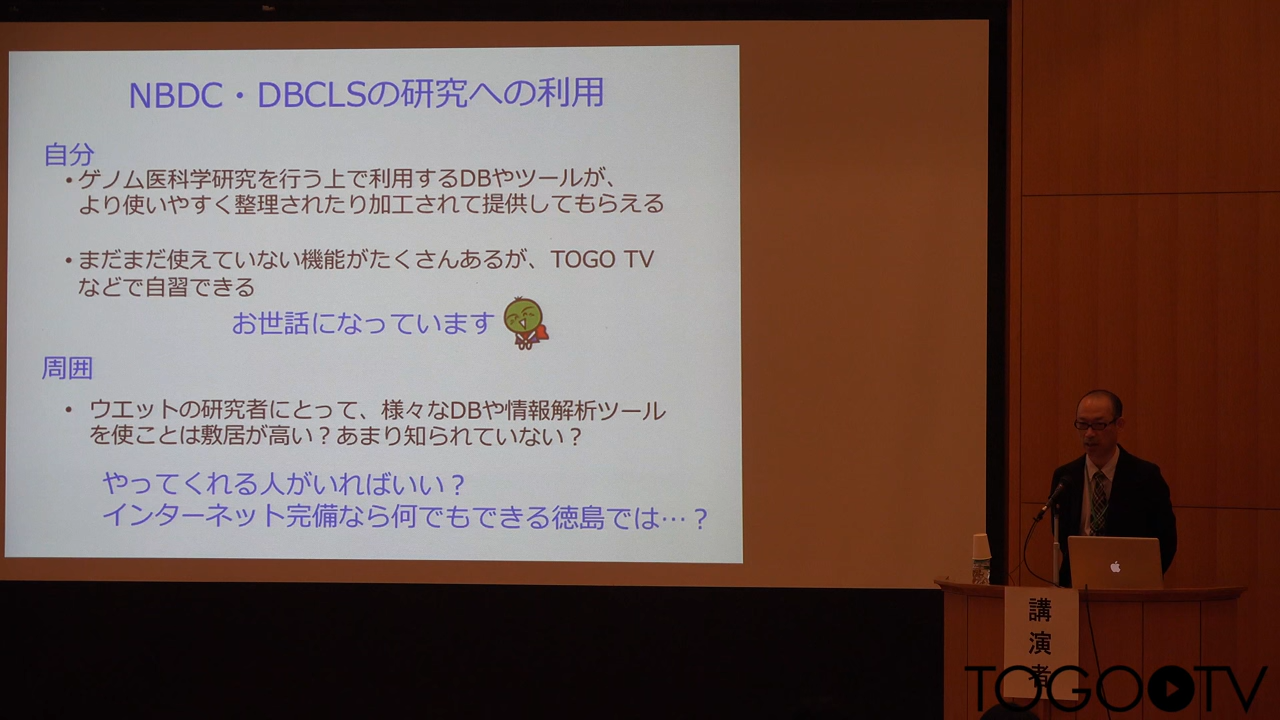 NBDC・DBCLSの研究への利用
自分
・ゲノム医科学研究を行う上で利用するDBやツールが、
より使いやすく整理されたり加工されて提供してもらえる
・まだまだ使えていない機能がたくさんあるが、TOGO TV
などで自習できる
お世話になっています
周囲
・ウエットの研究者にとって、様々なDBや情報解析ツール
を使ことは敷居が高い？あまり知られていない？
やってくれる人がいればいい？
インターネット完備なら何でもできる徳島では…？
講演者
TOGOTV